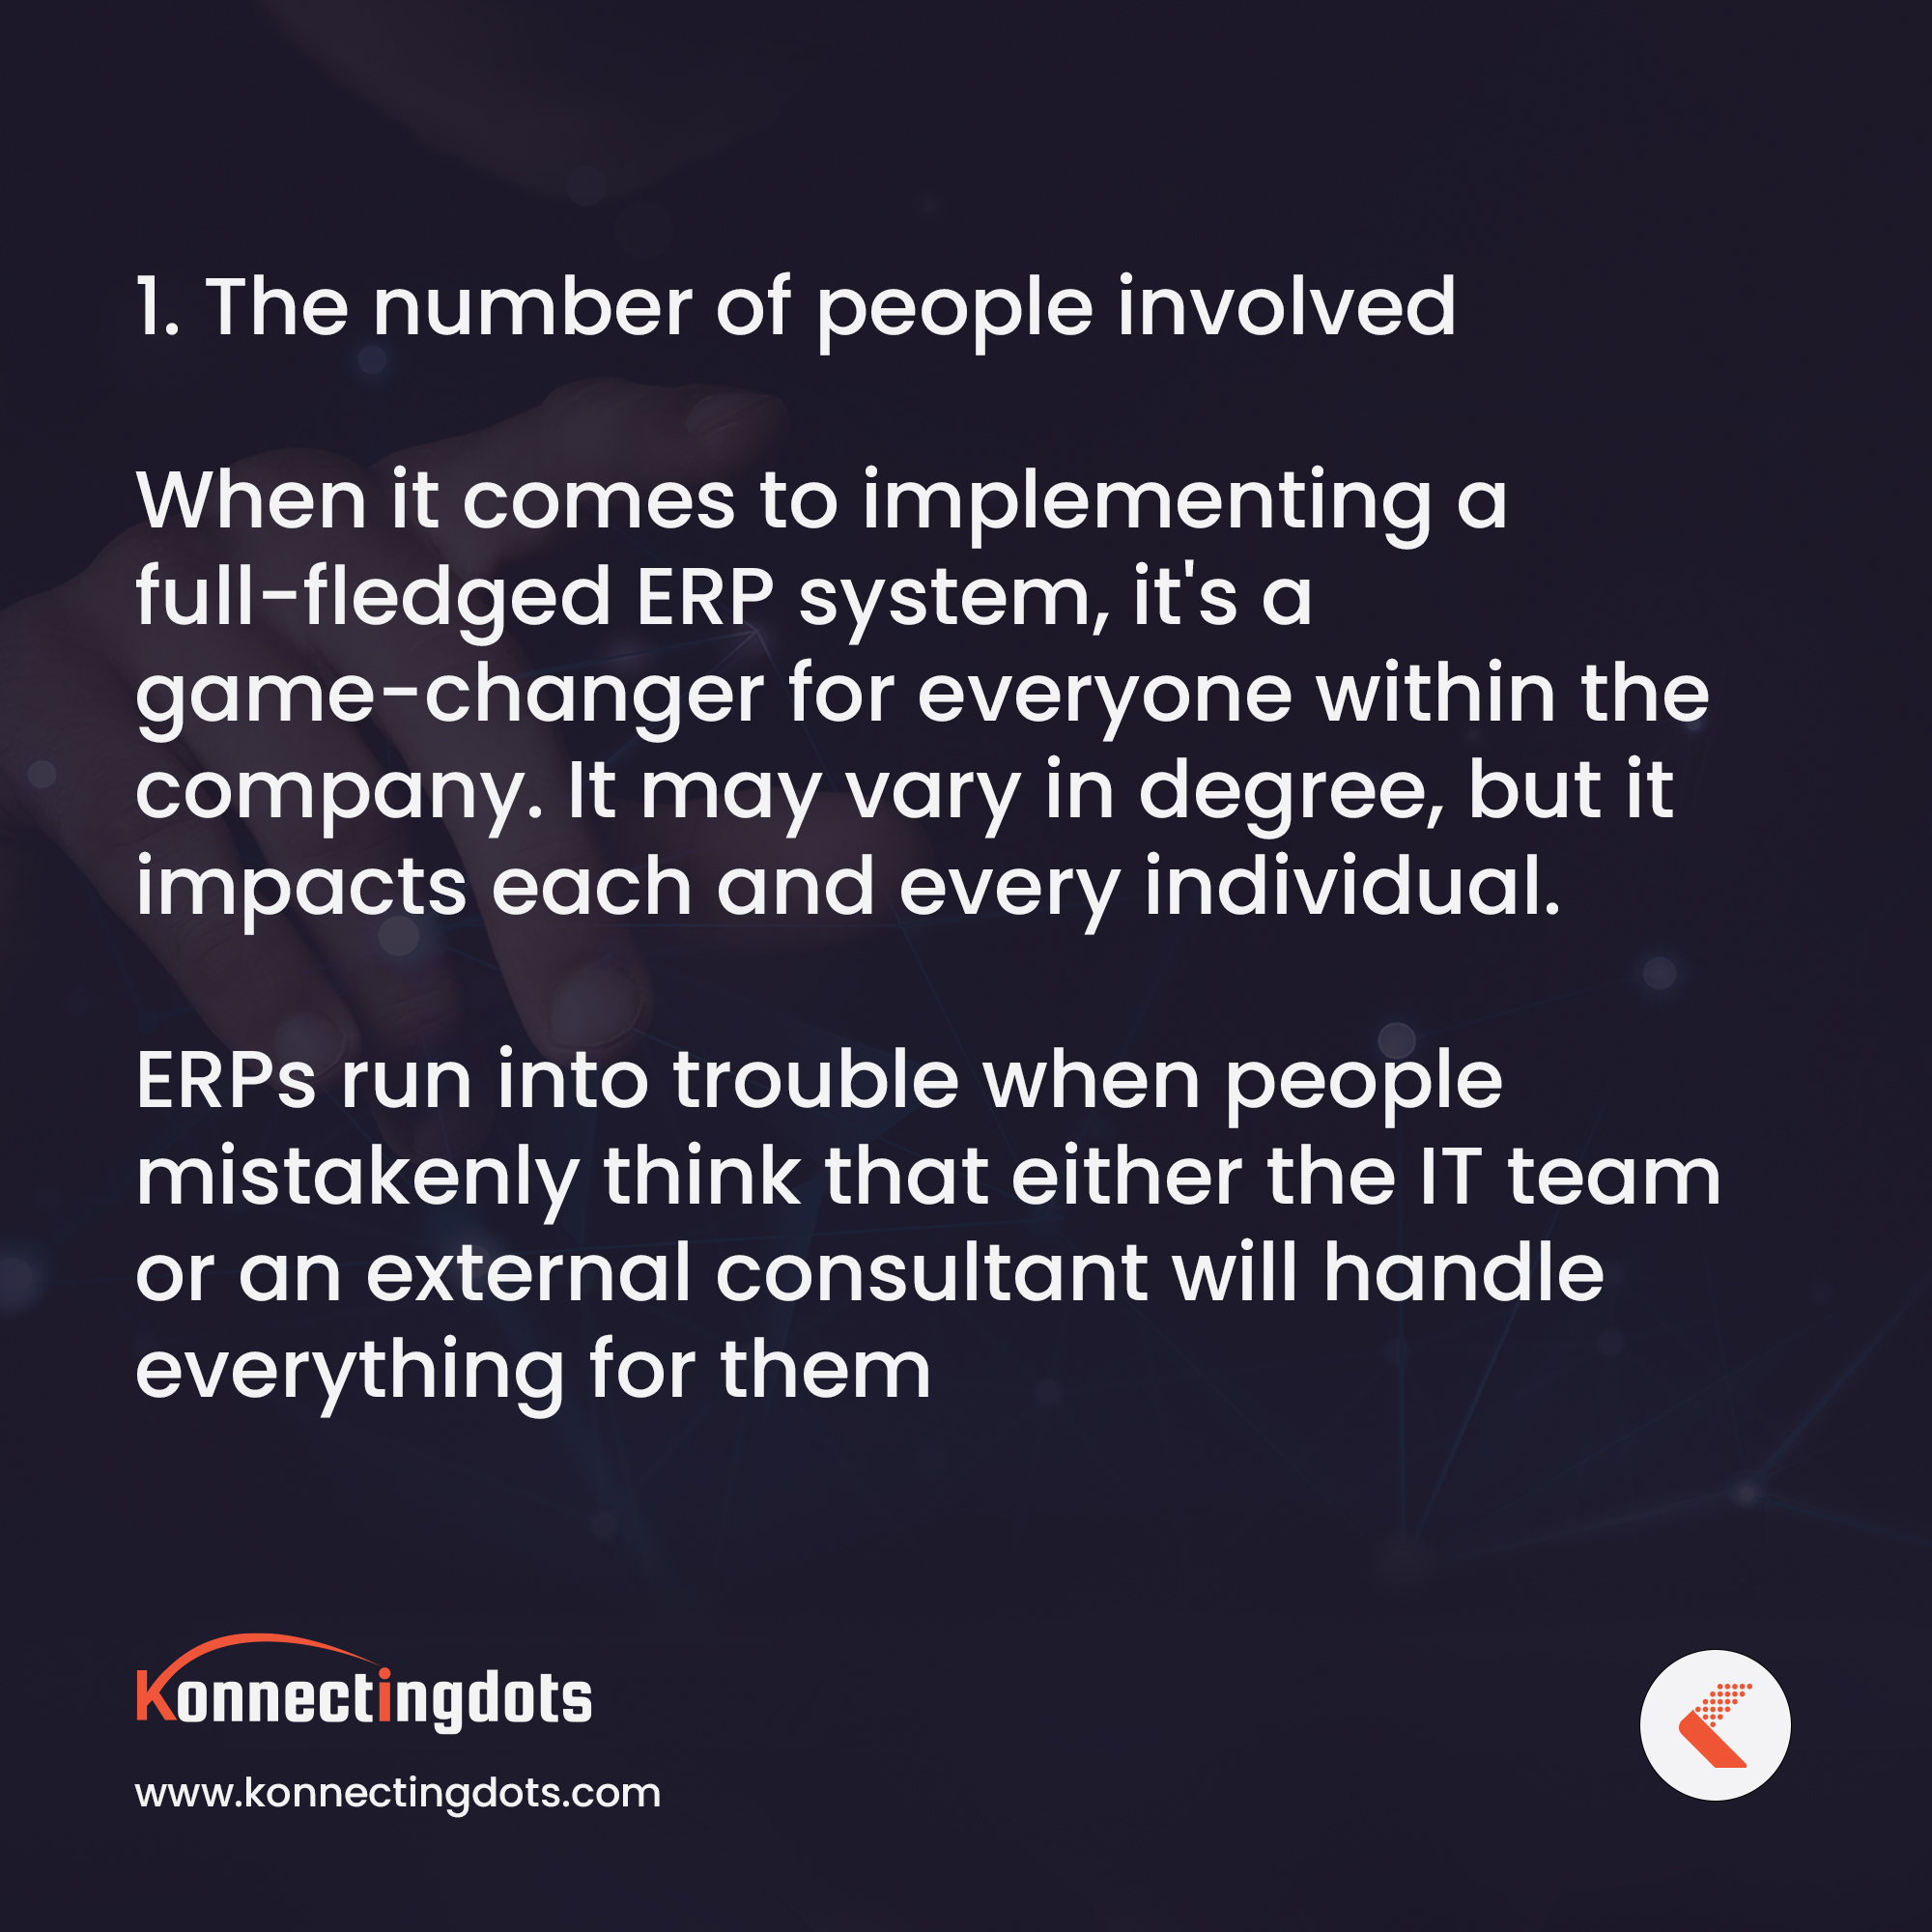 1. The number of people involved
When it comes to implementing a
full-fledged ERP system, it's a
game-changer for everyone within the
company. It may vary in degree, but it
impacts each and every individual.
ERPs run into trouble when people
mistakenly think that either the IT team
or an external consultant will handle
everything for them
Konnectingdots
www.konnectingdots.com